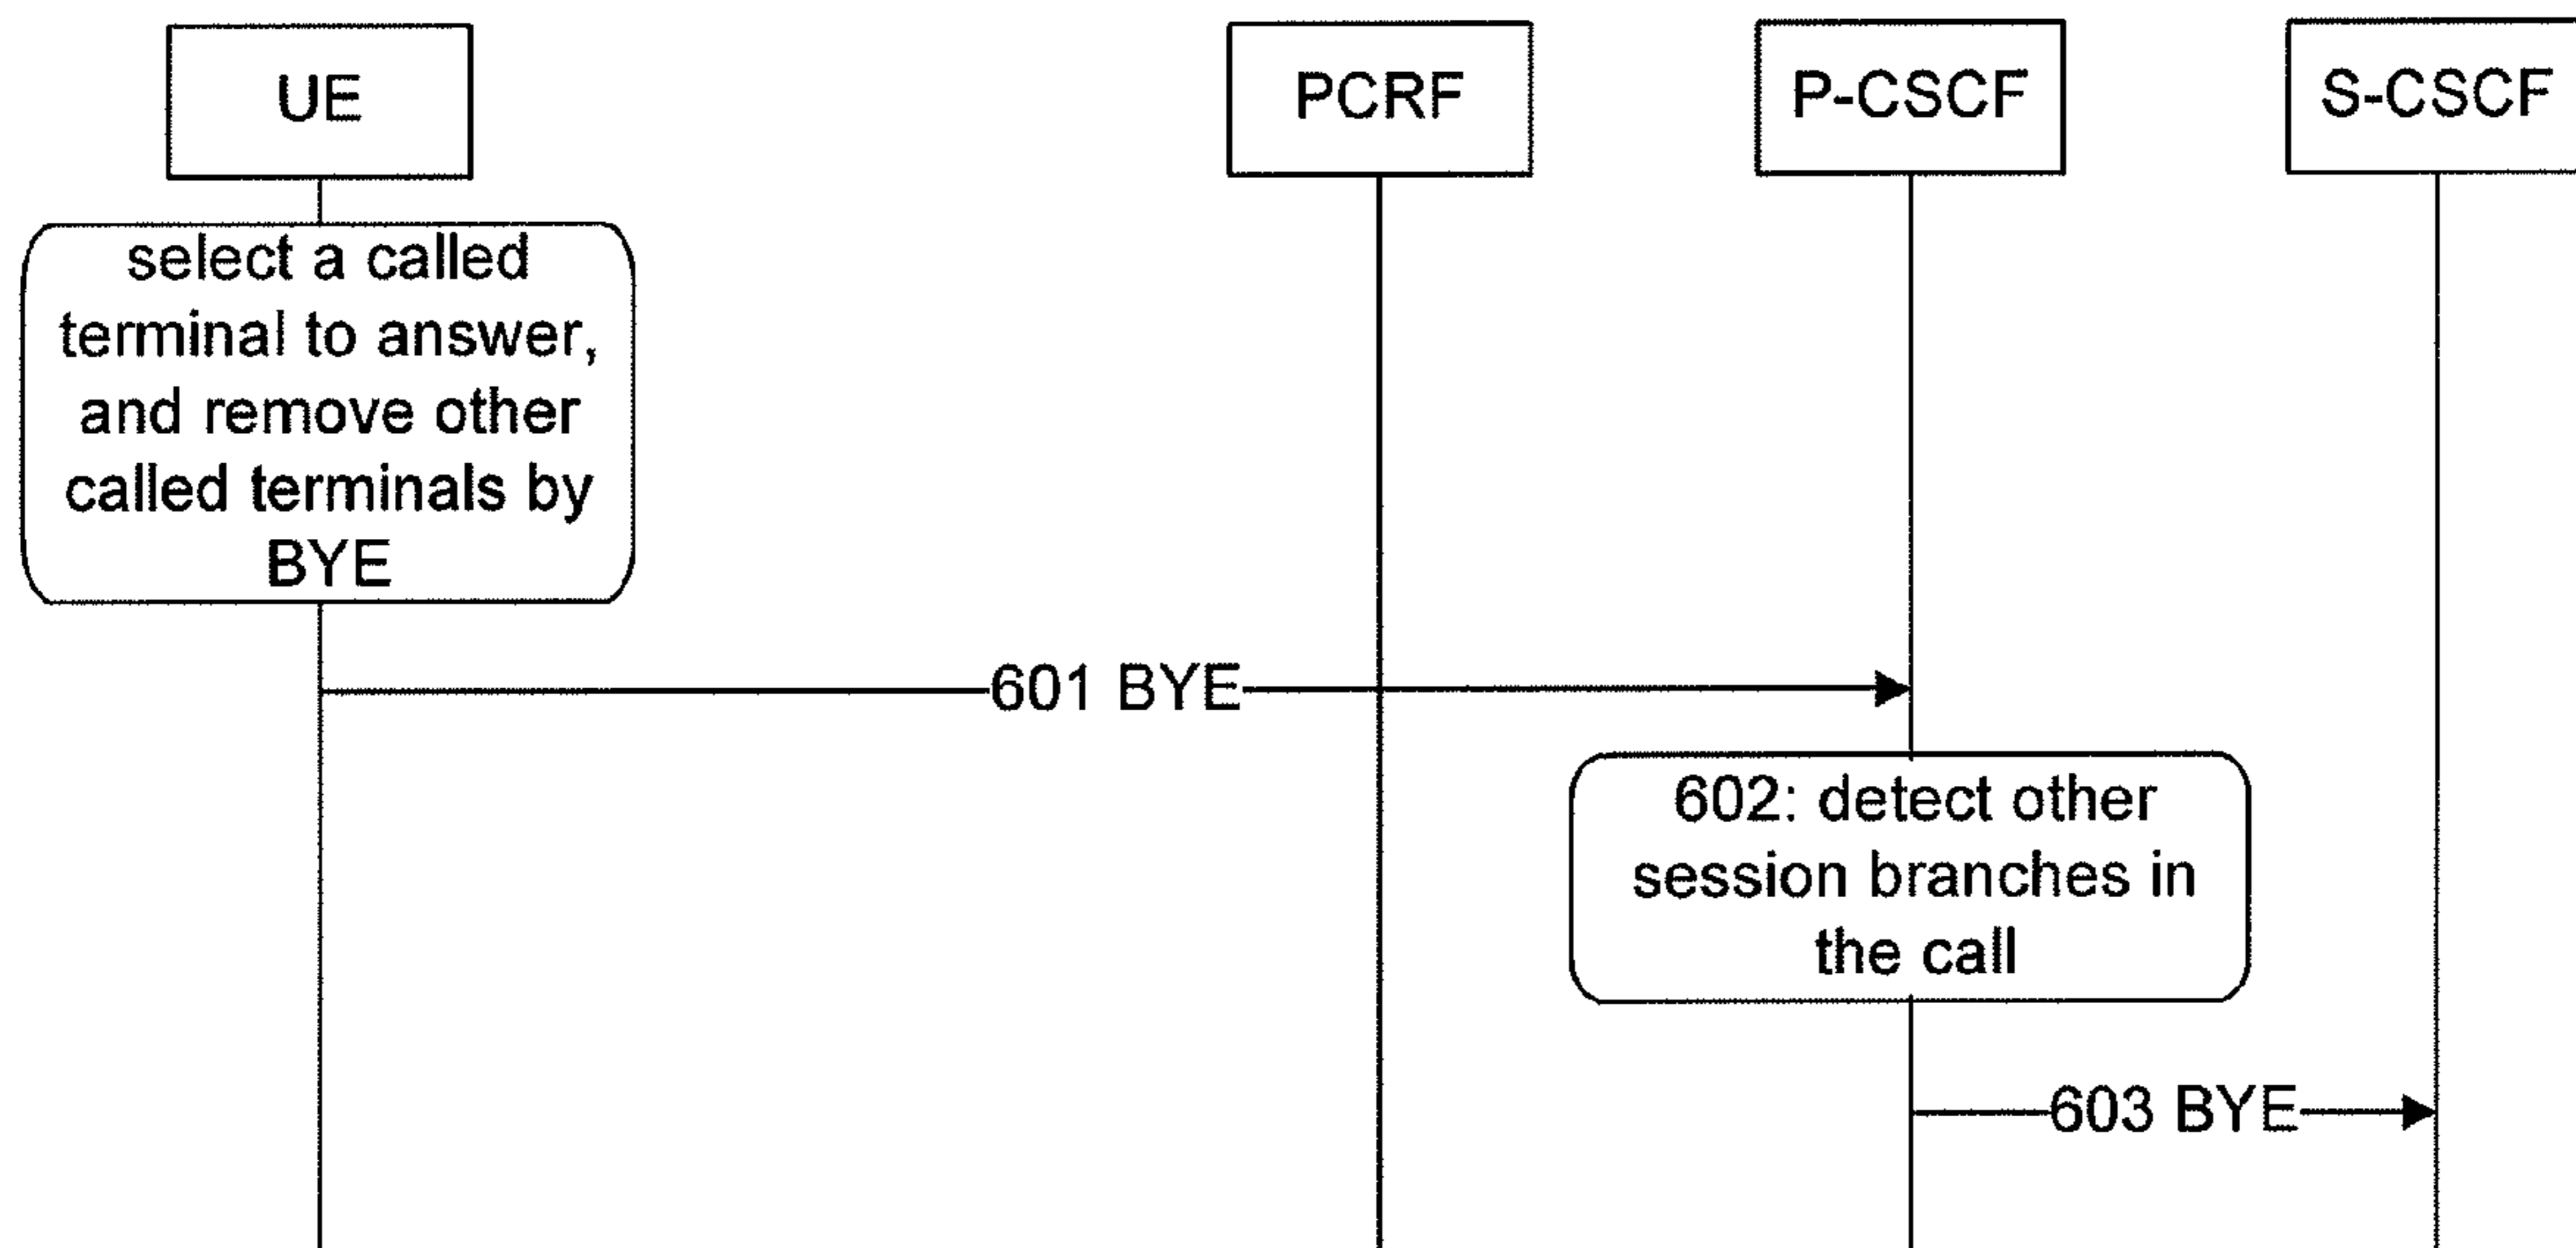 UE
PCRF
P-CSCF
S-CSCF
select a called
terminal to answer,
and remove other
called terminals by
BYE
601 BYE
602: detect other
session branches in
the call
603 BYE